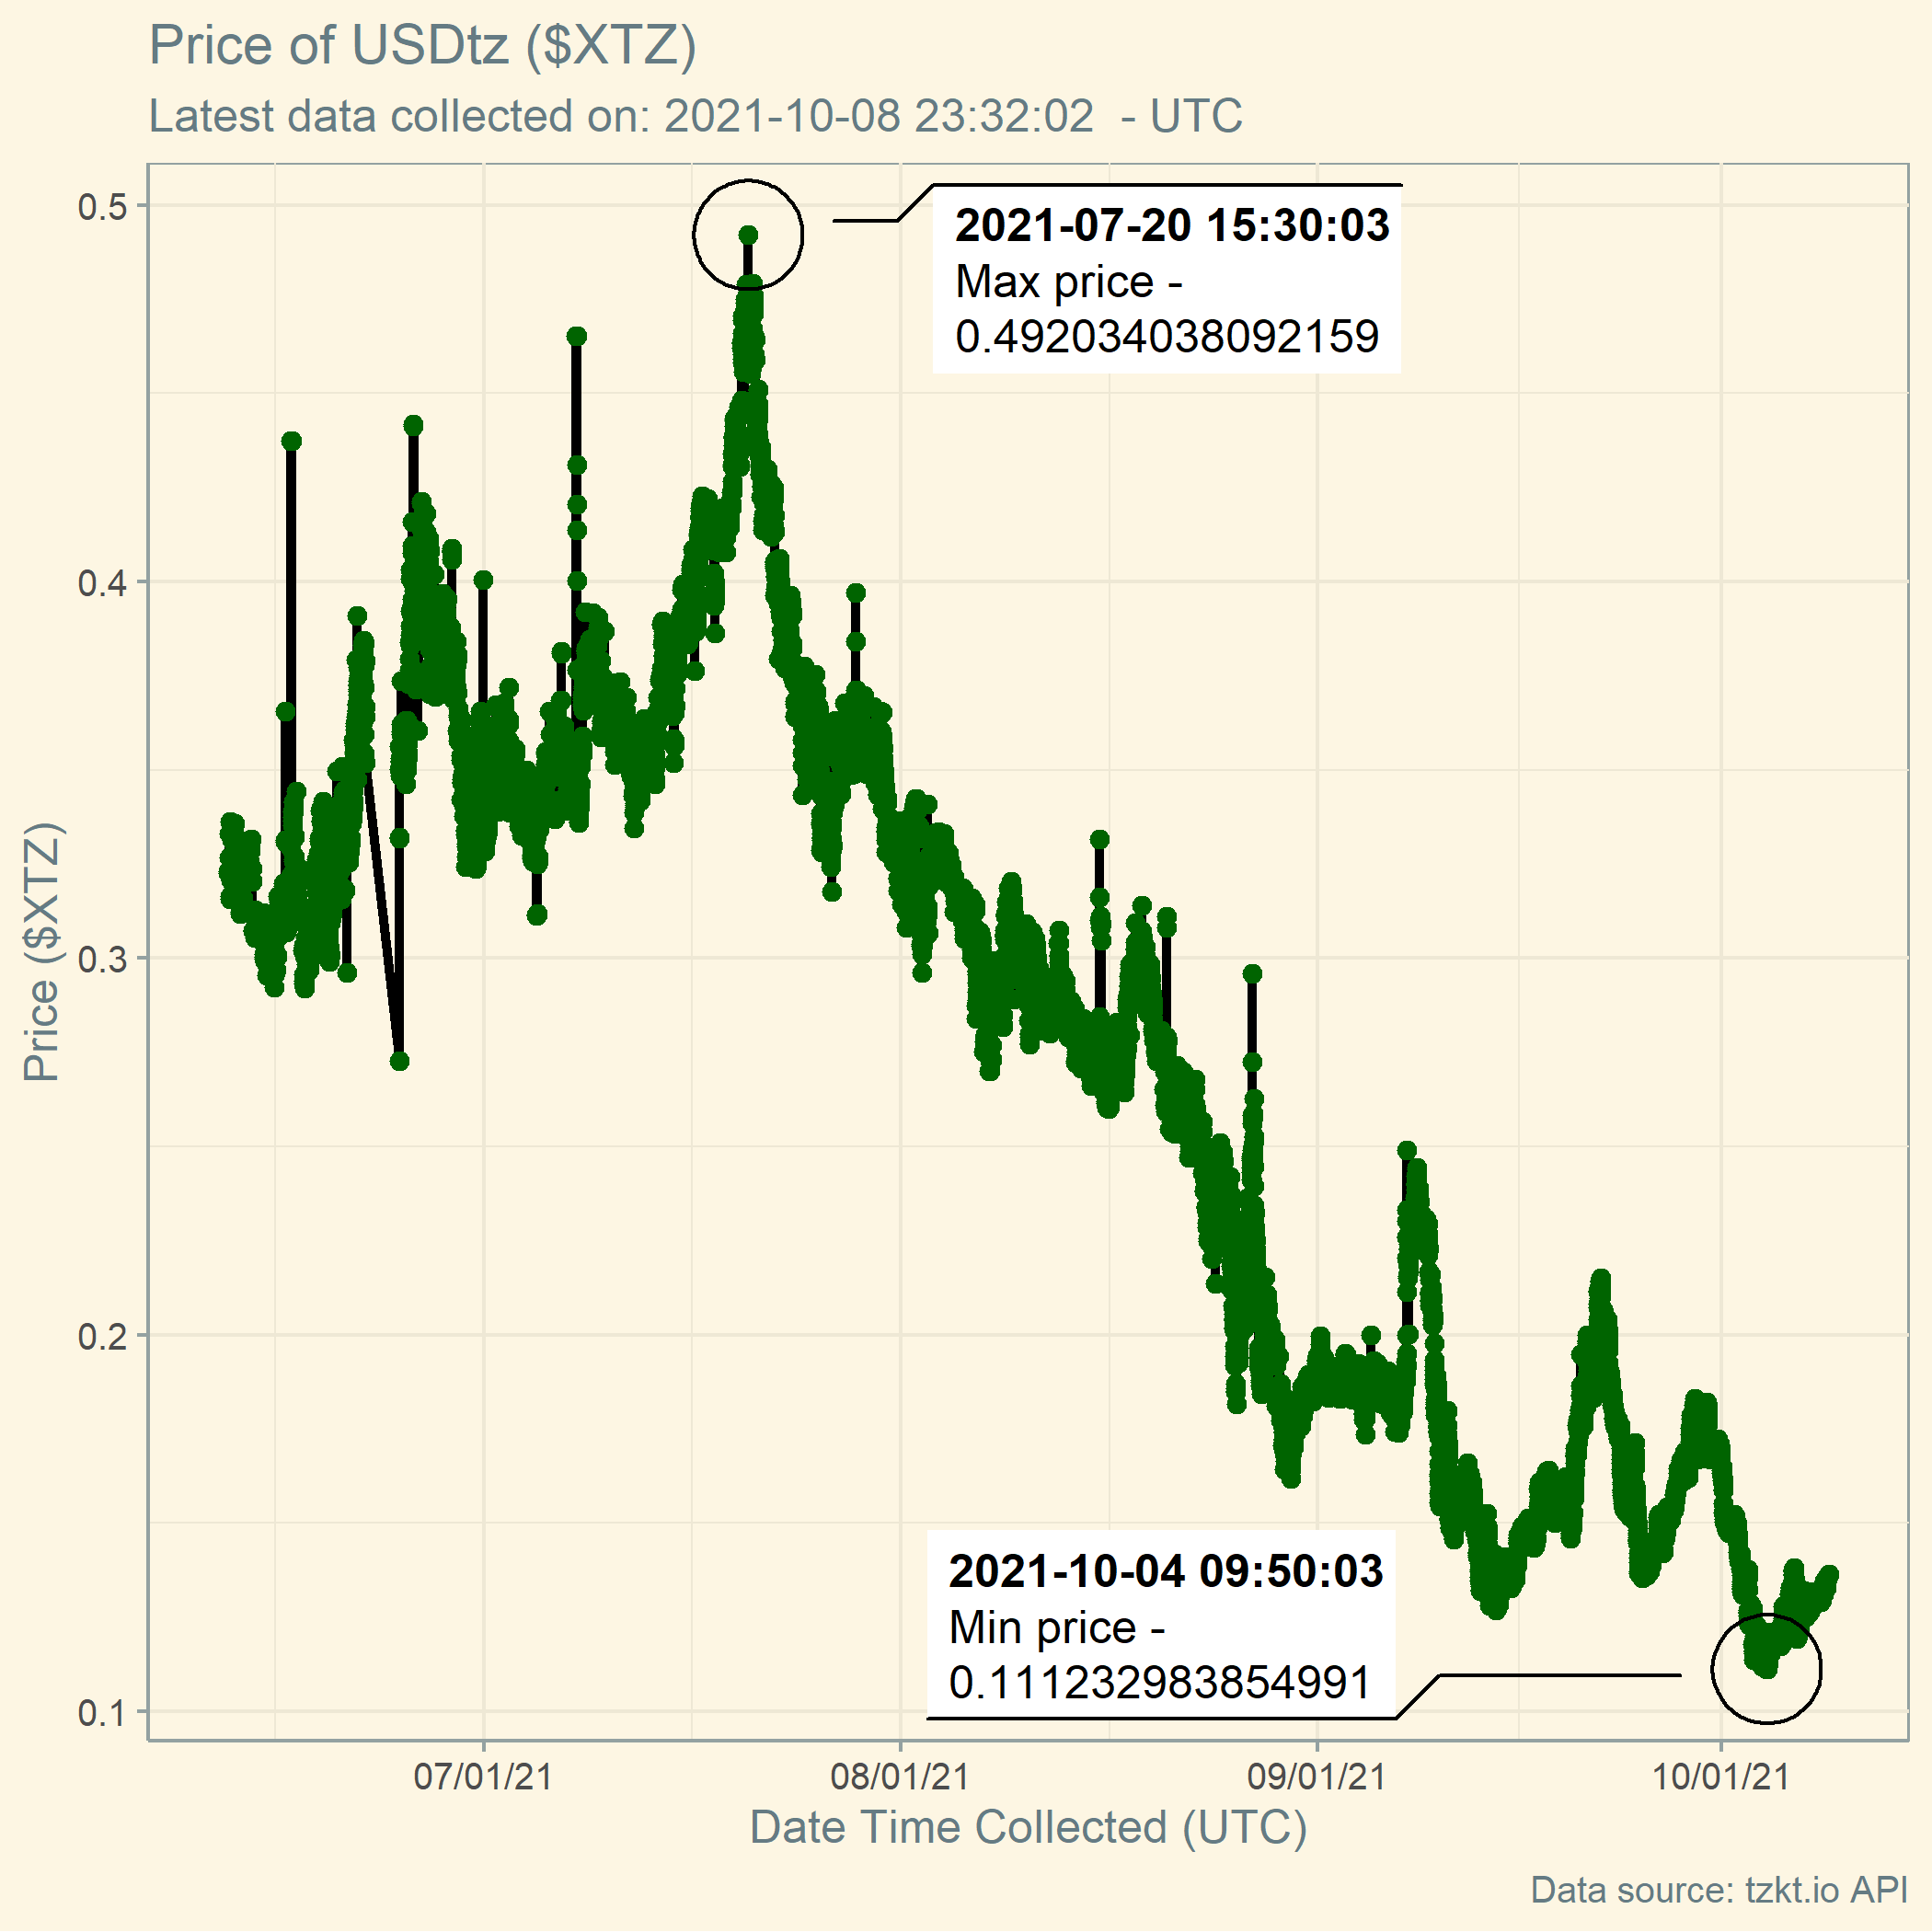 Price of USDtz ($XTZ)
Latest data collected on: 2021-10-08 23:32:02  - UTC
0.5
0.4
0.3
0.2
0.1
Price ($XTZ)
2021-07-20 15:30:03
Max price -
0.492034038092159
2021-10-04 09:50:03
Min price -
0.111232983854991
07/01/21
08/01/21
09/01/21
10/01/21
Date Time Collected (UTC)
Data source: tzkt.io API